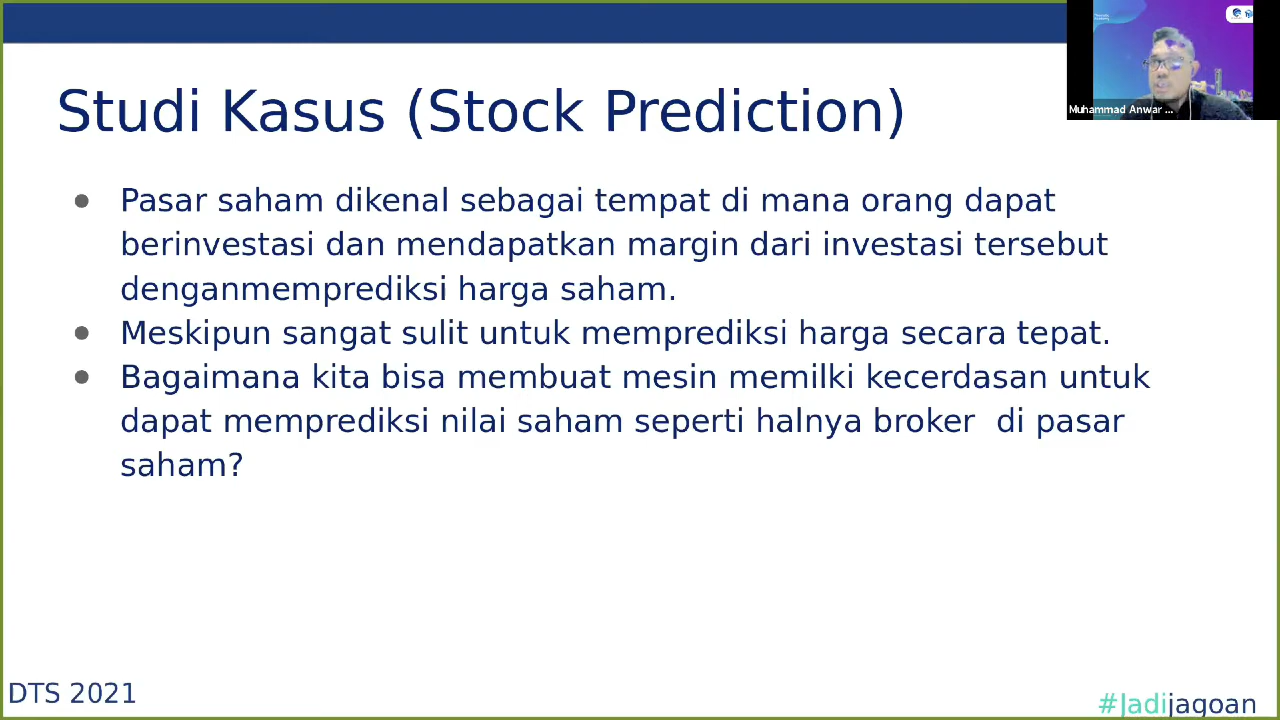 Studi Kasus (Stock Prediction)
Muhammad Anwar ...
● Pasar saham dikenal sebagai tempat di mana orang dapat
berinvestasi dan mendapatkan margin dari investasi tersebut
denganmemprediksi harga saham.
● Meskipun sangat sulit untuk memprediksi harga secara tepat.
● Bagaimana kita bisa membuat mesin memilki kecerdasan untuk
dapat memprediksi nilai saham seperti halnya broker  di pasar
saham?
DTS 2021
#Jadijagoan